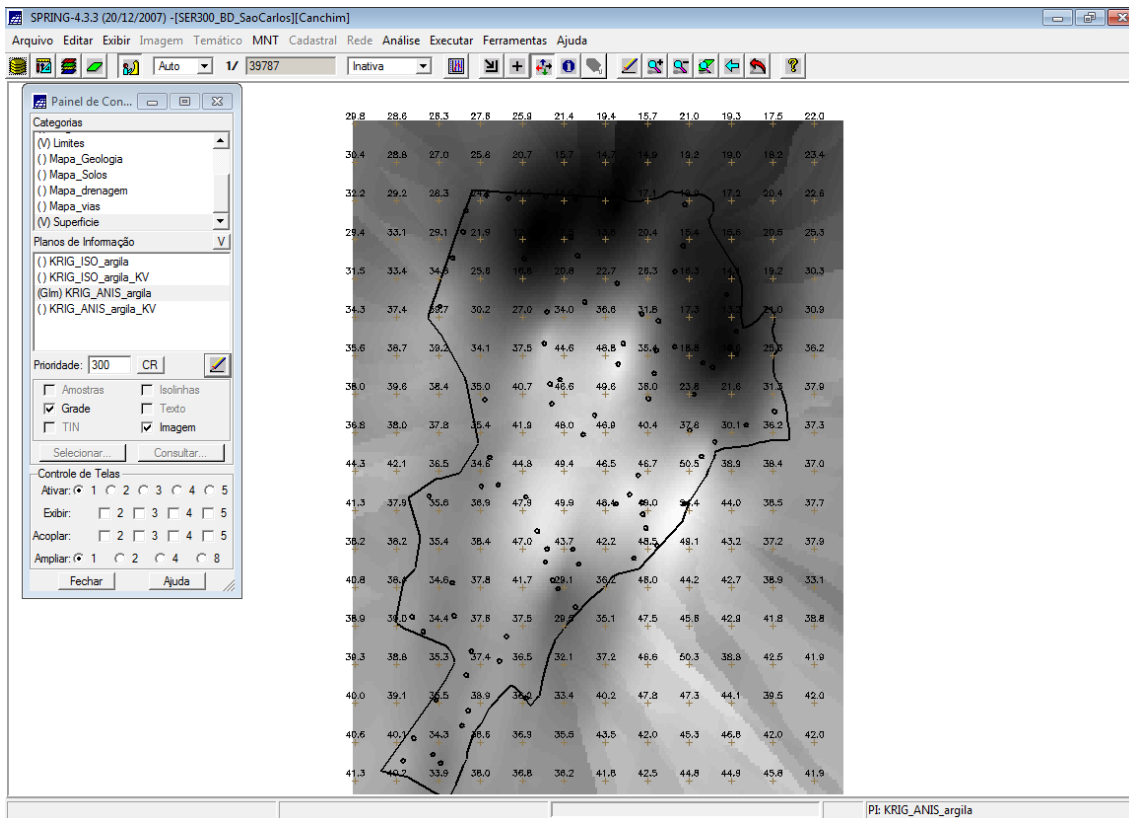 SPRING-4.3.3 (20/12/2007) -[SER300_BD_SaoCarlos][Canchim]
Arquivo Editar Exibir Imagem Temático MNT Cadastral Rede Análise Executar Ferramentas Ajuda
Auto 1/ 39787 Inativa
Painel de Con...
Categorias
(V) Limites
() Mapa_Geologia
() Mapa_Solos
() Mapa_drenagem
() Mapa_vias
(V) Superficie
Planos de Informação V
() KRIG_ISO_argila
() KRIG_ISO_argila_KV
(GIm) KRIG_ANIS_argila
() KRIG_ANIS_argila_KV
Prioridade: 300 CR
Amostras Isolinhas
Grade Texto
TIN Imagem
Selecionar... Consultar...
Controle de Telas
Ativar: 1 2 3 4 5
Exibir: 2 3 4 5
Acoplar: 2 3 4 5
Ampliar: 1 2 4 8
Fechar Ajuda
29.8 28.6 28.3 27.8 25.9 21.4 19.4 15.7 21.0 19.3 17.5 22.0
30.4 28.8 27.0 25.8 20.7 15.7 14.7 14.9 19.2 19.0 18.2 23.4
32.2 29.2 28.3 17.1 17.2 20.4 22.6
29.4 33.1 29.1 21.9 20.4 15.4 20.5 25.3
31.5 33.4 25.6 20.8 22.7 26.3 19.2 30.3
34.3 37.4 30.2 27.0 34.0 36.6 31.8 17.3 30.9
35.6 38.7 39.2 34.1 37.5 44.6 48.8 35.4 36.2
38.0 39.6 38.4 35.0 40.7 46.6 49.6 38.0 23.8 21.6 31.3 37.9
36.8 38.0 37.8 35.4 41.9 48.0 46.9 40.4 37.6 30.1 36.2 37.3
44.3 42.1 36.5 34.6 44.8 49.4 46.5 46.7 50.5 38.9 38.4 37.0
41.3 37.9 35.6 36.9 47.9 49.9 48.4 49.0 44.0 38.5 37.7
38.2 36.2 35.4 38.4 47.0 43.7 42.2 48.5 49.1 43.2 37.9 37.9
40.8 34.6 37.8 41.7 29.1 36.2 48.0 44.2 42.7 38.9 33.1
38.9 39.0 34.4 37.6 37.5 35.1 47.5 45.6 42.9 41.8 38.8
39.3 38.8 35.3 37.4 36.5 32.1 37.2 46.6 50.3 38.8 42.5 41.9
40.0 39.1 38.9 33.4 40.2 47.8 47.3 44.1 39.5 42.0
40.6 40.1 34.3 38.6 36.9 35.5 43.5 42.0 45.3 46.8 42.0 42.0
41.3 40.2 33.9 38.0 36.8 36.2 41.8 42.5 44.8 44.9 45.8 41.9
PI: KRIG_ANIS_argila